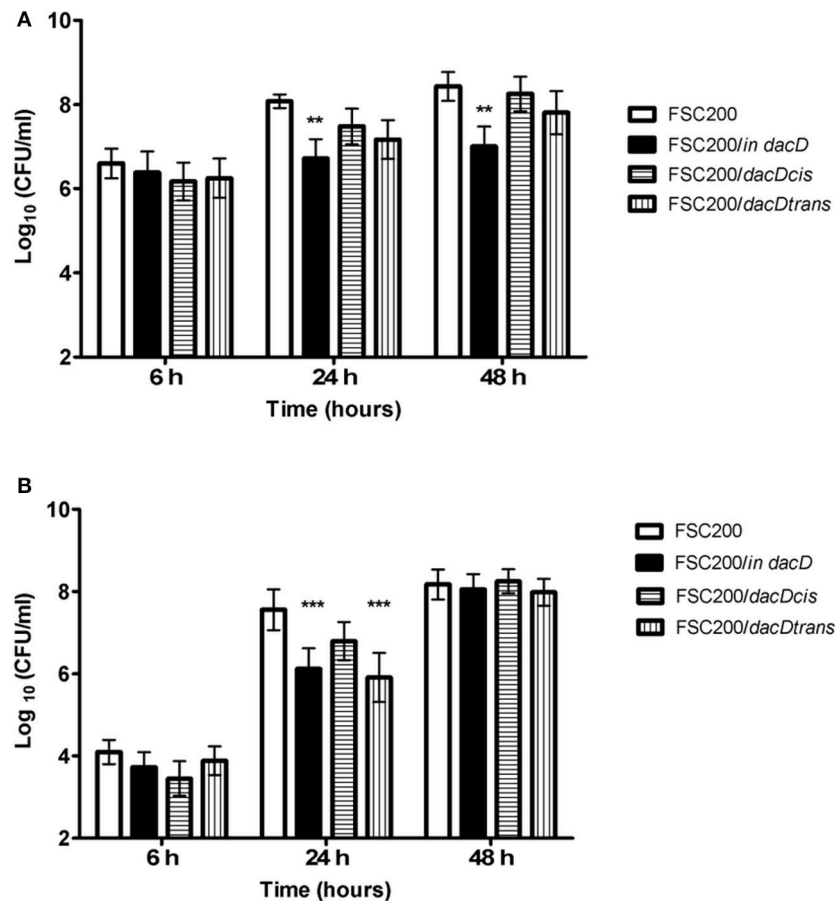 A
10
8
6
4
2
Log10 (CFU/ml)
**
**
6 h
24 h
48 h
Time (hours)
FSC200
FSC200/in dacD
FSC200/dacDcis
FSC200/dacDtrans
B
10
8
6
4
2
Log 10 (CFU/ml)
***
***
6 h
24 h
48 h
Time (hours)
FSC200
FSC200/in dacD
FSC200/dacDcis
FSC200/dacDtrans